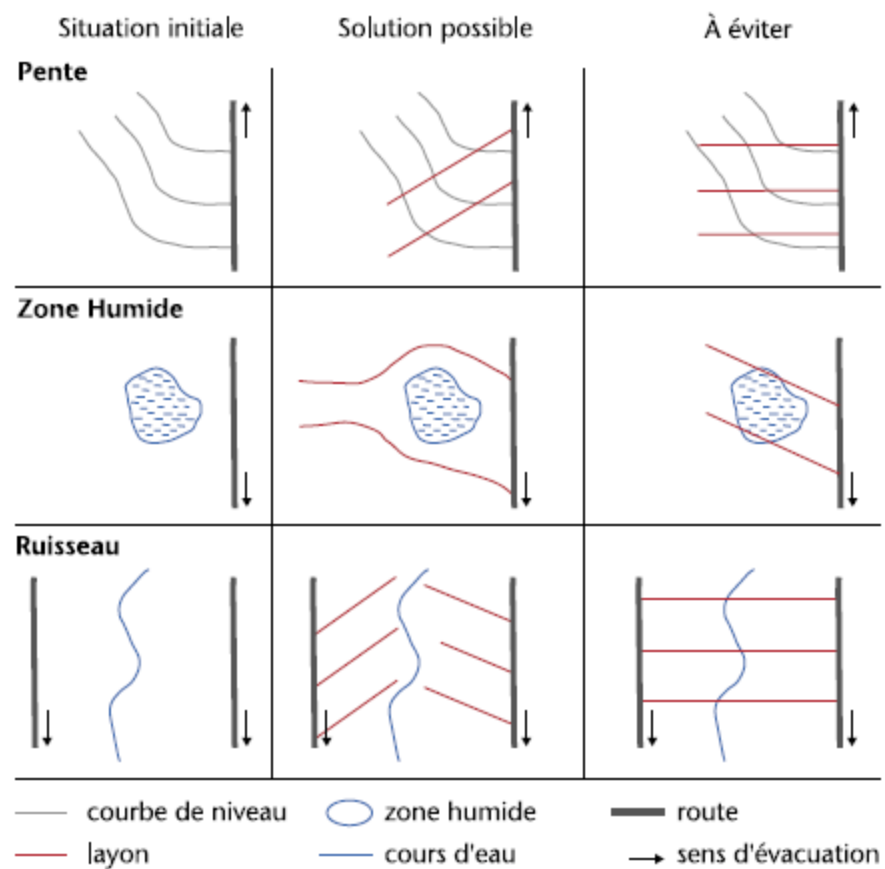 Situation initiale Solution possible À éviter
Pente
Zone Humide
Ruisseau
courbe de niveau zone humide route
layon cours d'eau sens d'évacuation